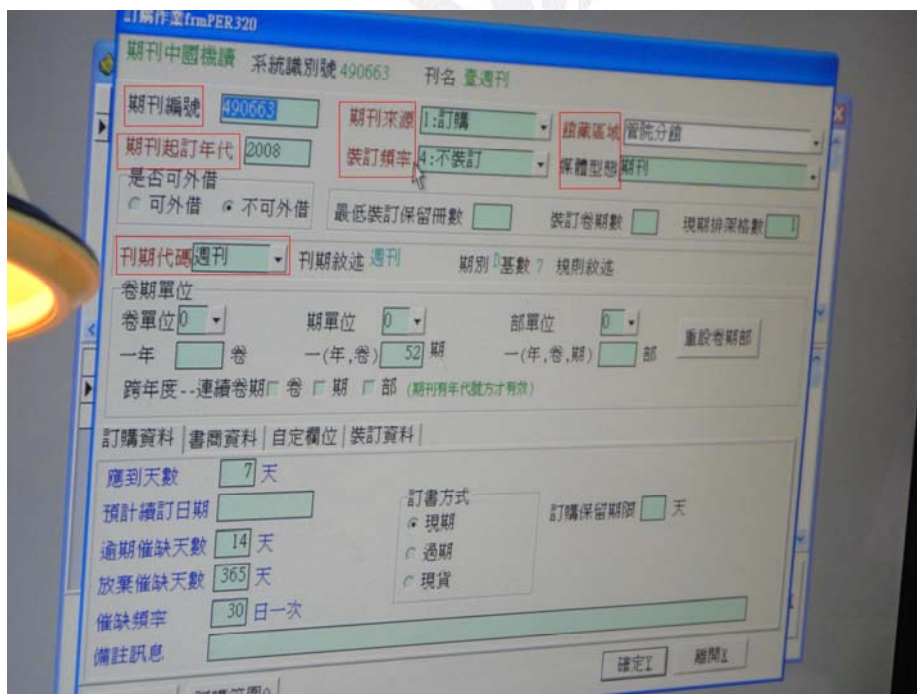 訂購作業frmPER320
期刊中國機讀 系統識別號 490663 刊名 壹週刊
期刊編號 490663 期刊來源 1:訂購 館藏區域 管院分館
期刊起訂年代 2008 裝訂頻率 4:不裝訂 媒體型態 期刊
是否可外借
可外借 不可外借 最低裝訂保留冊數 裝訂卷期數 現期排架格數 1
刊期代碼 週刊 刊期敘述 週刊 期別 D 基數 7 規則敘述
卷期單位
卷單位 0 期單位 0 部單位 0 重設卷期部
一年 卷 一(年,卷) 52 期 一(年,卷,期) 部
跨年度--連續卷期 卷 期 部 (期刊有年代號方才有效)
訂購資料 書商資料 自定欄位 裝訂資料
應到天數 7 天
預計續訂日期 訂書方式 訂購保留期限 天
現期
逾期催缺天數 14 天 過期
放棄催缺天數 365 天 現貨
催缺頻率 30 日一次
備註訊息
確定Y 離開X